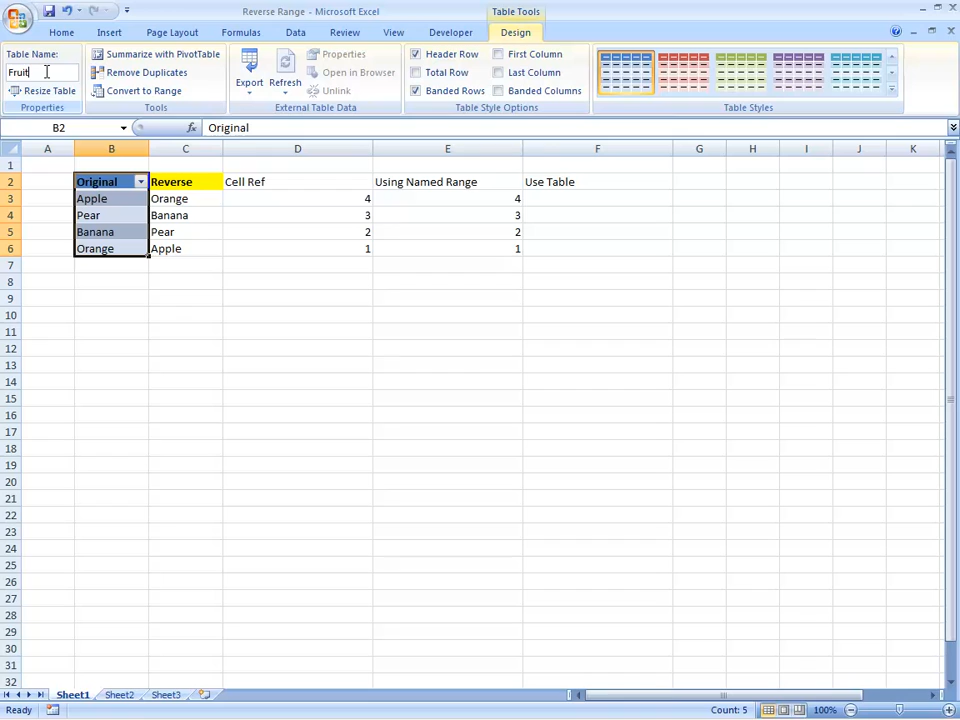 Reverse Range - Microsoft Excel
Table Tools
Home Insert Page Layout Formulas Data Review View Developer Design
Table Name:
Fruit
Resize Table
Properties
Summarize with PivotTable
Remove Duplicates
Convert to Range
Tools
Export
Refresh
Properties
Open in Browser
Unlink
External Table Data
Header Row
Total Row
Banded Rows
First Column
Last Column
Banded Columns
Table Style Options
Table Styles
B2 fx Original
A B C D E F G H I J K
1
2 Original Reverse Cell Ref Using Named Range Use Table
3 Apple Orange 4 4
4 Pear Banana 3 3
5 Banana Pear 2 2
6 Orange Apple 1 1
7
8
9
10
11
12
13
14
15
16
17
18
19
20
21
22
23
24
25
26
27
28
29
30
31
32
Sheet1 Sheet2 Sheet3
Ready Count: 5 100%